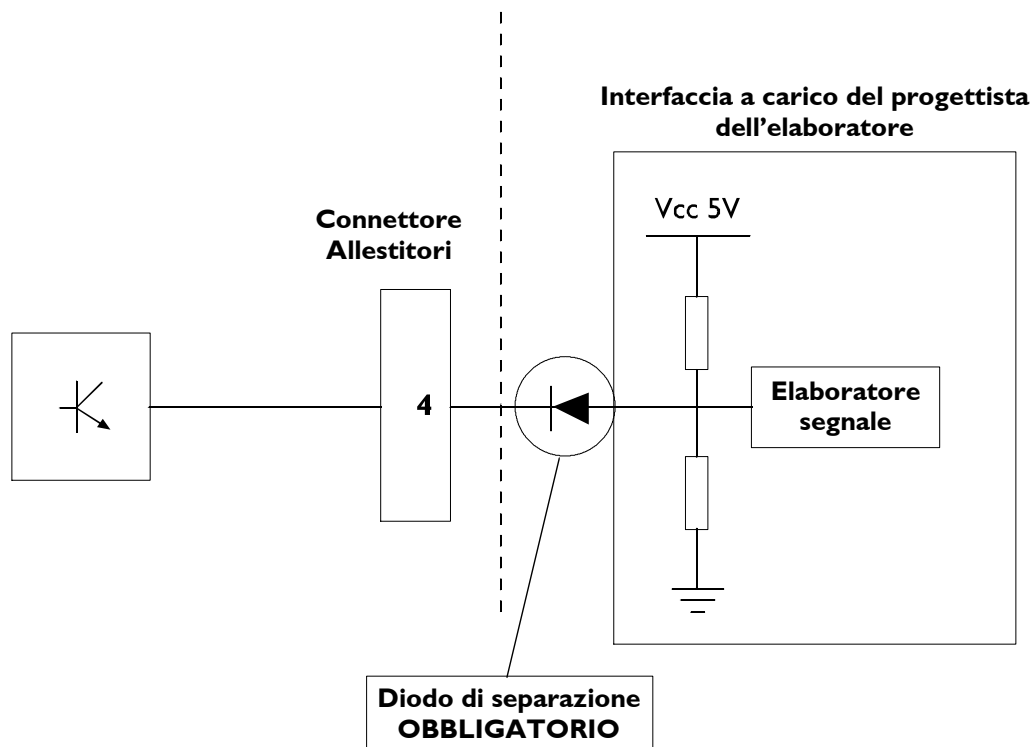 Interfaccia a carico del progettista
dell'elaboratore
Vcc 5V
Connettore
Allestitori
4
Elaboratore
segnale
Diodo di separazione
OBBLIGATORIO